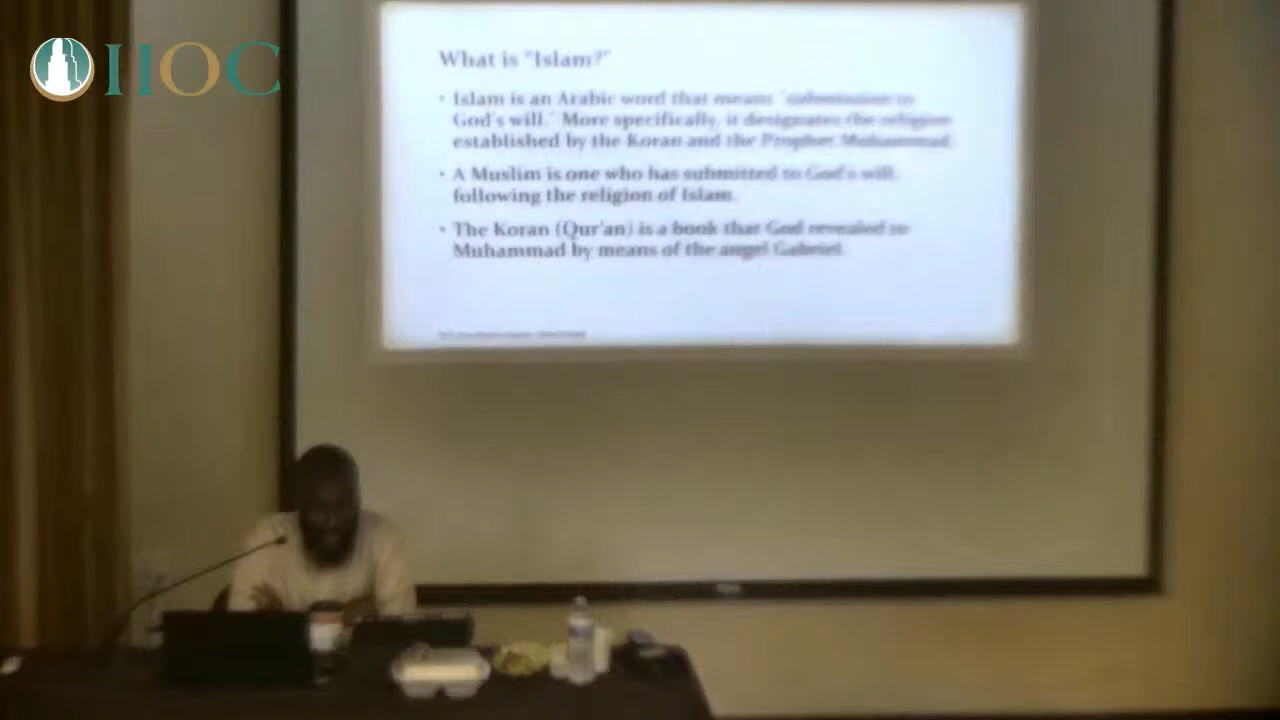 IIOC
What is "Islam?"
• Islam is an Arabic word that means 'submission to
God's will.' More specifically, it designates the religion
established by the Koran and the Prophet Muhammad.
• A Muslim is one who has submitted to God's will,
following the religion of Islam.
• The Koran (Qur'an) is a book that God revealed to
Muhammad by means of the angel Gabriel.